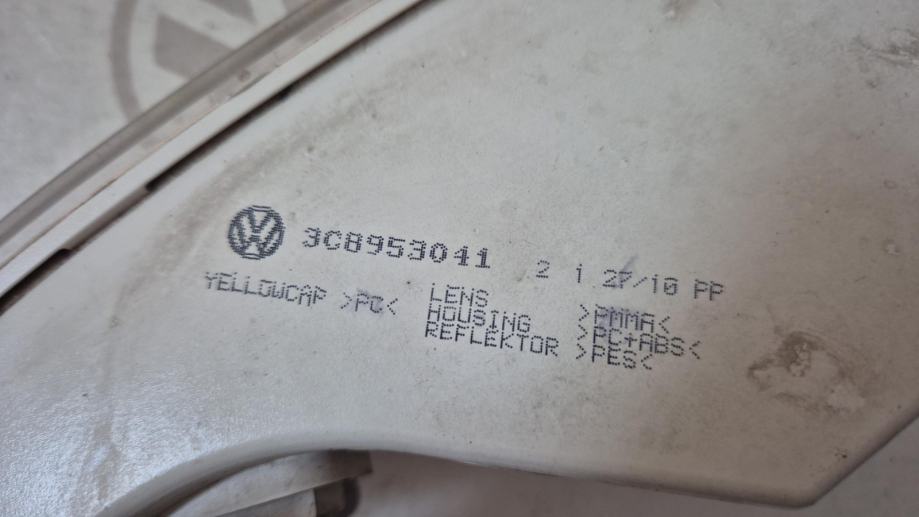 3C8953041 2 1 27/10 PP
YELLOWCAP >PC< LENS >PMMA<
HOUSING >PC+ABS<
REFLEKTOR >PES<